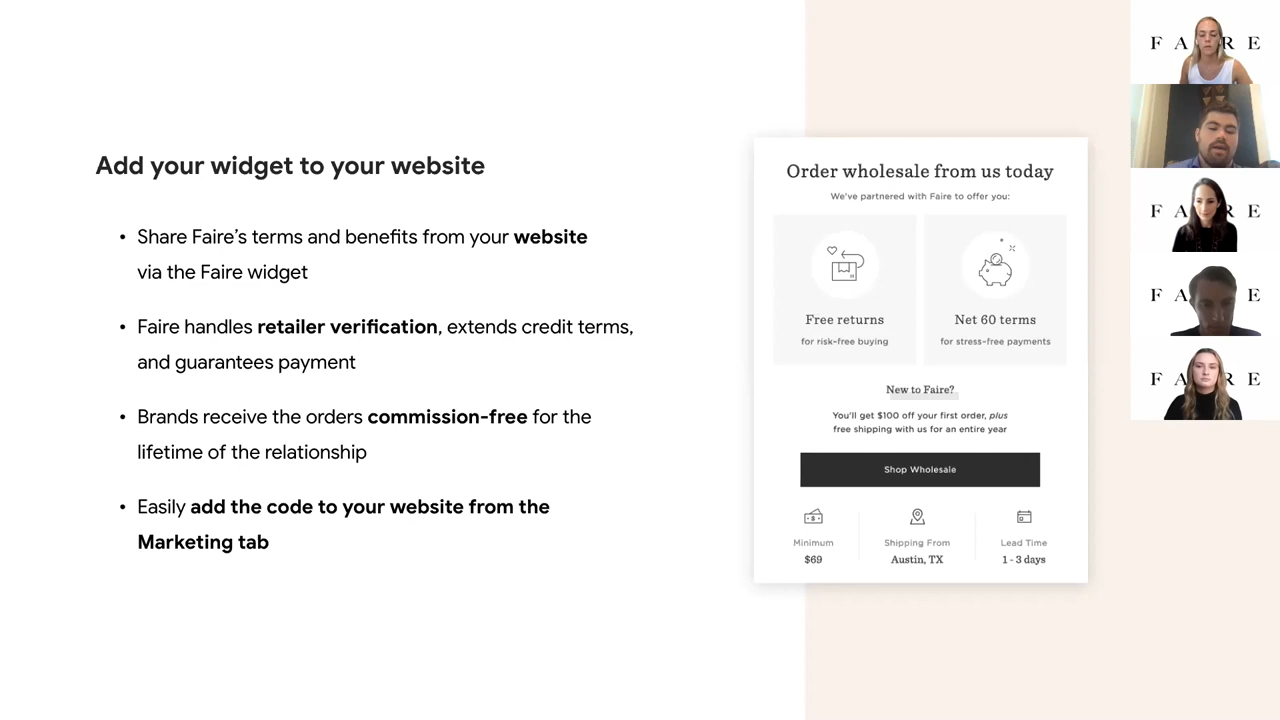 Add your widget to your website
• Share Faire’s terms and benefits from your website
via the Faire widget
• Faire handles retailer verification, extends credit terms,
and guarantees payment
• Brands receive the orders commission-free for the
lifetime of the relationship
• Easily add the code to your website from the
Marketing tab
Order wholesale from us today
We've partnered with Faire to offer you:
Free returns
for risk-free buying
Net 60 terms
for stress-free payments
New to Faire?
You'll get $100 off your first order, plus
free shipping with us for an entire year
Shop Wholesale
Minimum
$69
Shipping From
Austin, TX
Lead Time
1 - 3 days
F A R E
F A R E
F A E
F A R E